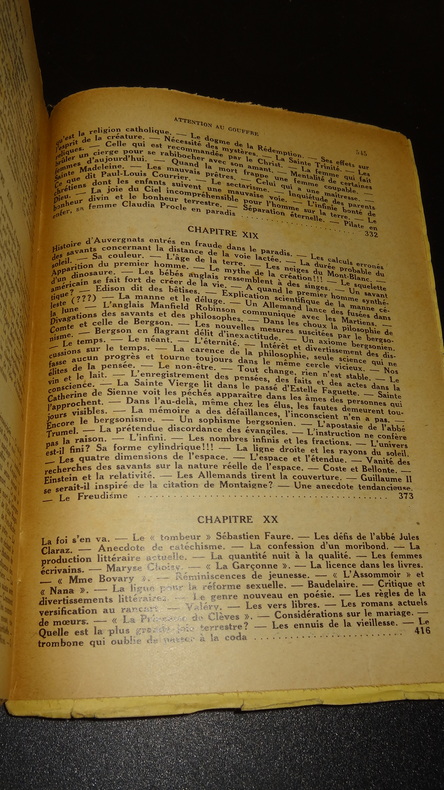 ATTENTION AU GOUFFRE
qu'est la religion catholique. — Le dogme de la Rédemption. — Ses effets sur
l'esprit de la créature. — Nécessité des mystères. — La Sainte Trinité. — Les
— Celle qui est recommandée par le Christ. — La femme qui fait
brûler un cierge pour se rabibocher avec son amant. — Mentalité de certaines
femmes d'aujourd'hui. — Quand la mort frappe une femme coupable. —
Ce que dit Paul-Louis Courrier. — Le sectarisme. — Inquiétude des parents
Sainte Madeleine. — Les mauvais prêtres. — Celui qui a une maîtresse. —
chrétiens dont les enfants suivent une mauvaise voie. — L'infinie bonté de
Dieu. — La joie du Ciel incompréhensible pour l'homme sur la terre. — Le
bonheur divin et le bonheur terrestre. — Séparation éternelle. — Pilate en
enfer, sa femme Claudia Procle en paradis 332
CHAPITRE XIX
Histoire d'Auvergnats entrés en fraude dans le paradis. — Les calculs erronés
des savants concernant la distance de la voie lactée. — La durée probable du
soleil. — Sa couleur. — L'âge de la terre. — Les neiges du Mont-Blanc. —
Apparition du premier homme. — Le mythe de la création!!! — Le squelette
d'un dinosaure. — Les bébés anglais ressemblent à des singes. — Un savant
américain se fait fort de créer de la vie. — A quand le premier homme synthé-
tique? — Edison dit des bêtises. — Explication scientifique de la manne cé-
leste (???) — La manne et le déluge. — Un Allemand lance des fusées dans
la lune — L'anglais Manfield Robinson communique avec les Martiens. —
Divagations des savants et des philosophes. — Dans les choux la pilosophie de
Comte et celle de Bergson. — Les nouvelles mesures suscitées par le bergso-
nisme. — Bergson en flagrant délit d'inexactitude. — Un axiome bergsonien.
— Le temps. — Le néant. — L'éternité. — Intérêt et divertissement des dis-
cussions sur le temps. — La carence de la philosophie, seule science qui ne
fasse aucun progrès et tourne toujours dans le même cercle vicieux. — Nos
élites de la pensée. — Le non-être. — Tout change, rien n'est stable. — Le
vin et le lait. — L'enregistrement des pensées, des faits et des actes dans la
conscience. — La Sainte Vierge lit dans le passé d'Estelle Faguette. — Sainte
Catherine de Sienne voit les péchés apparaître dans les âmes des personnes qui
l'approchent. — Dans l'au-delà, même chez les élus, les fautes demeurent tou-
jours visibles. — La mémoire a des défaillances, l'inconscient n'en a pas. —
Encore le bergsonisme. — Un sophisme bergsonien. — L'apostasie de l'abbé
Trumel. — La prétendue discordance des évangiles. — L'instruction ne confère
pas la raison. — L'infini. — Les nombres infinis et les fractions. — L'univers
est-il fini? Sa forme cylindrique!!! — La ligne droite et les rayons du soleil.
— Les quatre dimensions de l'espace. — L'espace et l'étendue. — Vanité des
recherches des savants sur la nature réelle de l'espace. — Coste et Bellonte. —
Einstein et la relativité. — Les Allemands tirent la couverture. — Guillaume II
se serait-il inspiré de la citation de Montaigne? — Une anecdote tendancieuse.
— Le Freudisme 373
CHAPITRE XX
La foi s'en va. — Le « tombeur » Sébastien Faure. — Les défis de l'abbé Jules
Claraz. — Anecdote de catéchisme. — La confession d'un moribond. — La
production littéraire actuelle. — La quantité nuit à la qualité. — Les femmes
écrivains. — Maryse Choisy. — « La Garçonne ». — La licence dans les livres.
— « Mme Bovary ». — Réminiscences de jeunesse. — « L'Assommoir » et
« Nana ». — La ligue pour la réforme sexuelle. — Baudelaire. — Critique et
divertissements littéraires. — Le genre nouveau en poésie. — Les règles de la
versification au rancart — Valéry. — Les vers libres. — Les romans actuels
de mœurs. — « La Princesse de Clèves ». — Considérations sur le mariage. —
Quelle est la plus grande joie terrestre? — Les ennuis de la vieillesse. — Le
trombone qui oublie de passer à la coda 416